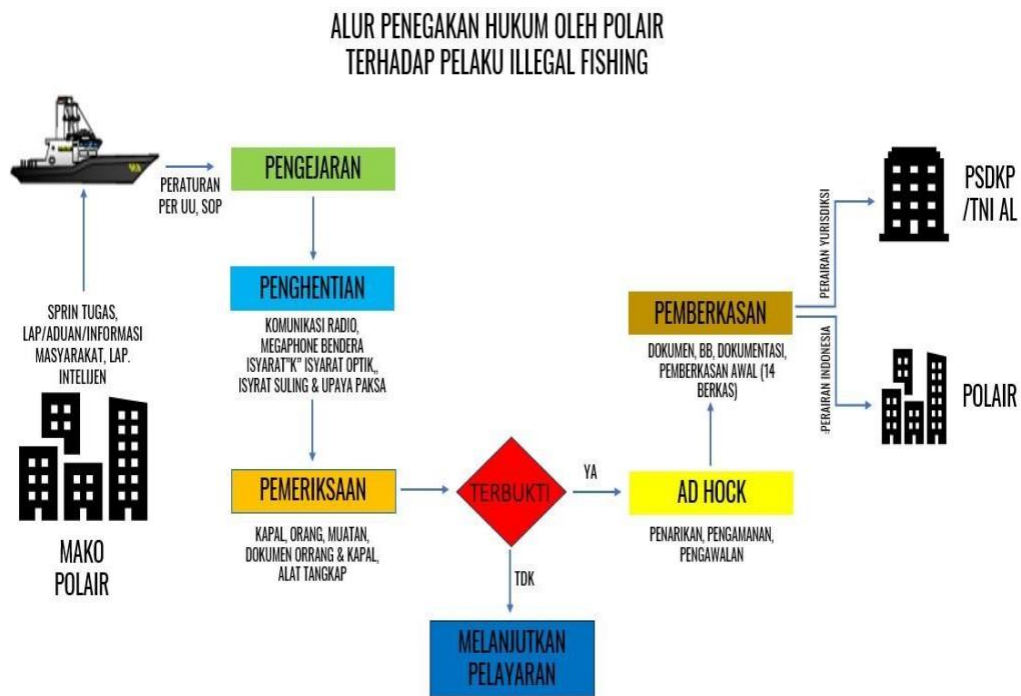 ALUR PENEGAKAN HUKUM OLEH POLAIR
TERHADAP PELAKU ILLEGAL FISHING
PERATURAN
PER UU, SOP
SPRIN TUGAS,
LAP/ADUAN/INFORMASI
MASYARAKAT, LAP.
INTELIJEN
MAKO
POLAIR
PENGEJARAN
PENGHENTIAN
KOMUNIKASI RADIO,
MEGAPHONE BENDERA
ISYARAT"K" ISYARAT OPTIK,,
ISYRAT SULING & UPAYA PAKSA
PEMERIKSAAN
KAPAL, ORANG, MUATAN,
DOKUMEN ORRANG & KAPAL,
ALAT TANGKAP
TERBUKTI
YA
TDK
MELANJUTKAN
PELAYARAN
AD HOCK
PENARIKAN, PENGAMANAN,
PENGAWALAN
PEMBERKASAN
DOKUMEN, BB, DOKUMENTASI,
PEMBERKASAN AWAL (14
BERKAS)
PERAIRAN YURISDIKSI
PERAIRAN INDONESIA
PSDKP
/TNI AL
POLAIR